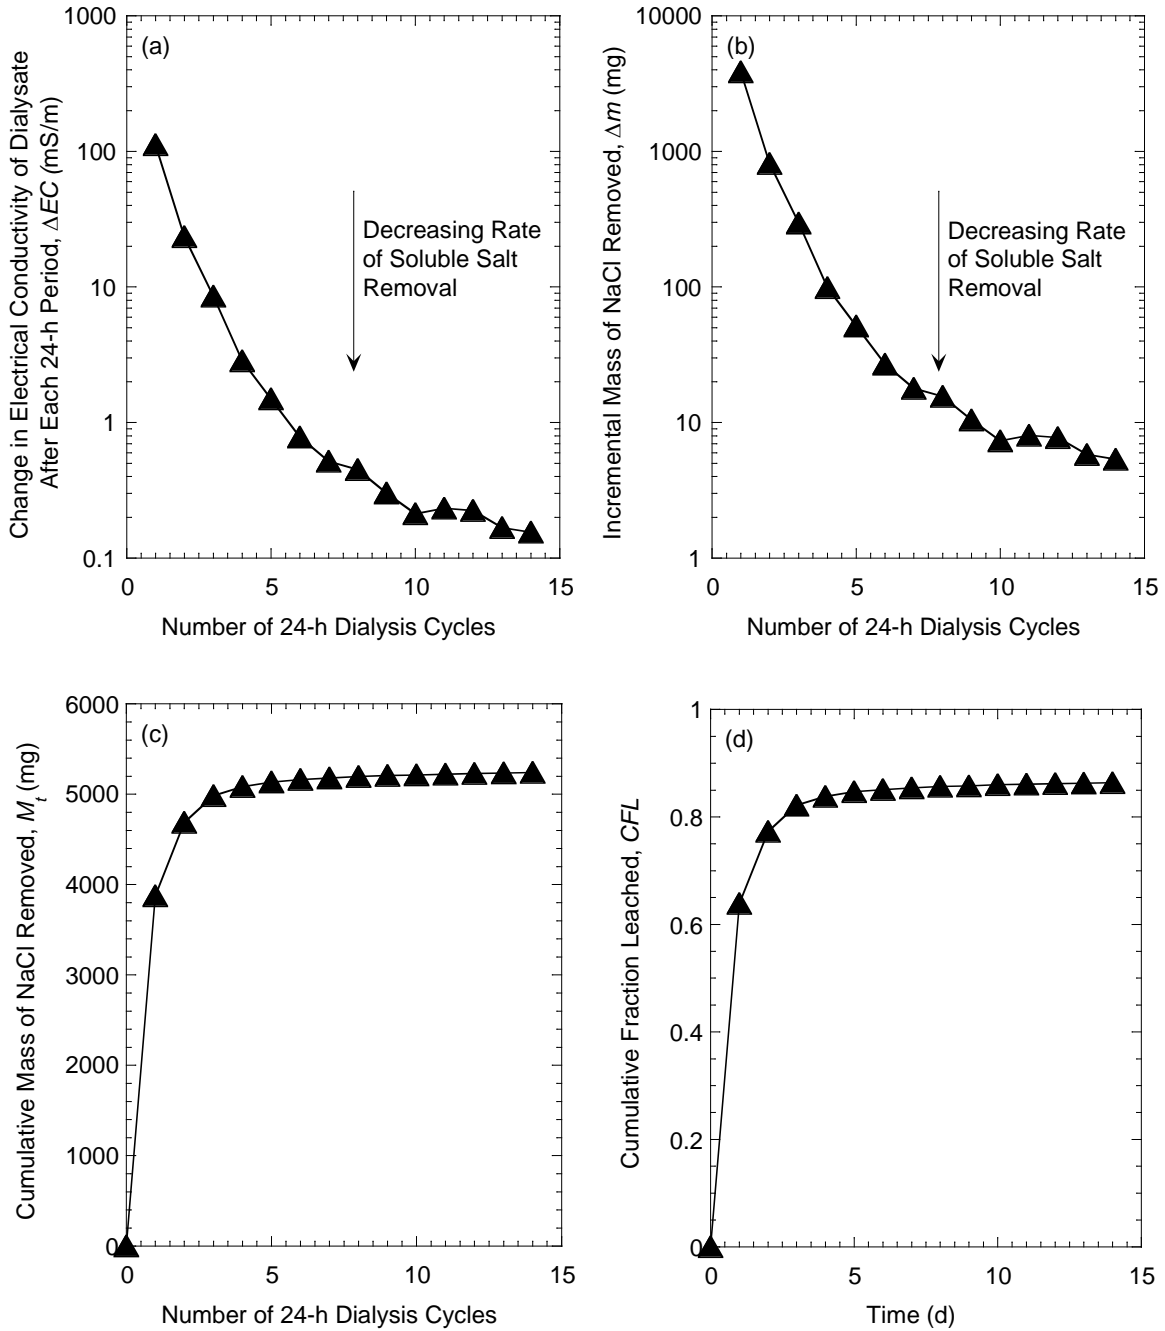 Change in Electrical Conductivity of Dialysate
After Each 24-h Period, ΔEC (mS/m)
1000
100
10
1
0.1
(a)
Decreasing Rate
of Soluble Salt
Removal
0 5 10 15
Number of 24-h Dialysis Cycles
Incremental Mass of NaCl Removed, Δm (mg)
10000
1000
100
10
1
(b)
Decreasing Rate
of Soluble Salt
Removal
0 5 10 15
Number of 24-h Dialysis Cycles
Cumulative Mass of NaCl Removed, Mt (mg)
6000
5000
4000
3000
2000
1000
0
(c)
0 5 10 15
Number of 24-h Dialysis Cycles
Cumulative Fraction Leached, CFL
1
0.8
0.6
0.4
0.2
0
(d)
0 5 10 15
Time (d)